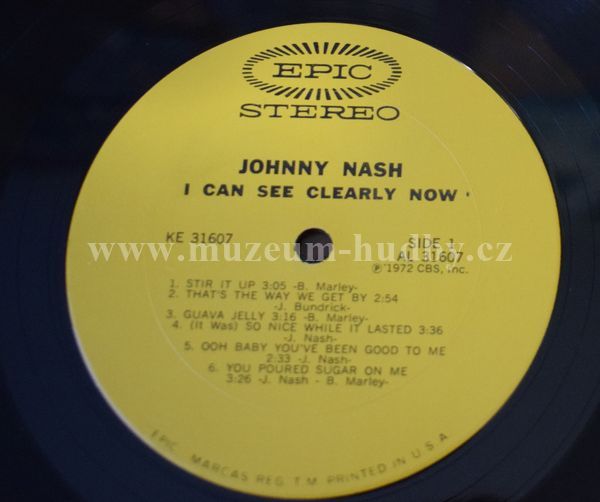 EPIC
STEREO
JOHNNY NASH
I CAN SEE CLEARLY NOW
KE 31607
SIDE 1
AL 31607
℗ 1972 CBS, Inc.
www.muzeum-hudby.cz
1. STIR IT UP 3:05 -B. Marley-
2. THAT'S THE WAY WE GET BY 2:54
-J. Bundrick-
3. GUAVA JELLY 3:16 -B. Marley-
4. (It Was) SO NICE WHILE IT LASTED 3:36
-J. Nash-
5. OOH BABY YOU'VE BEEN GOOD TO ME
2:33 -J. Nash-
6. YOU POURED SUGAR ON ME
3:26 -J. Nash - B. Marley-
EPIC. MARCAS REG. T.M. PRINTED IN U.S.A.